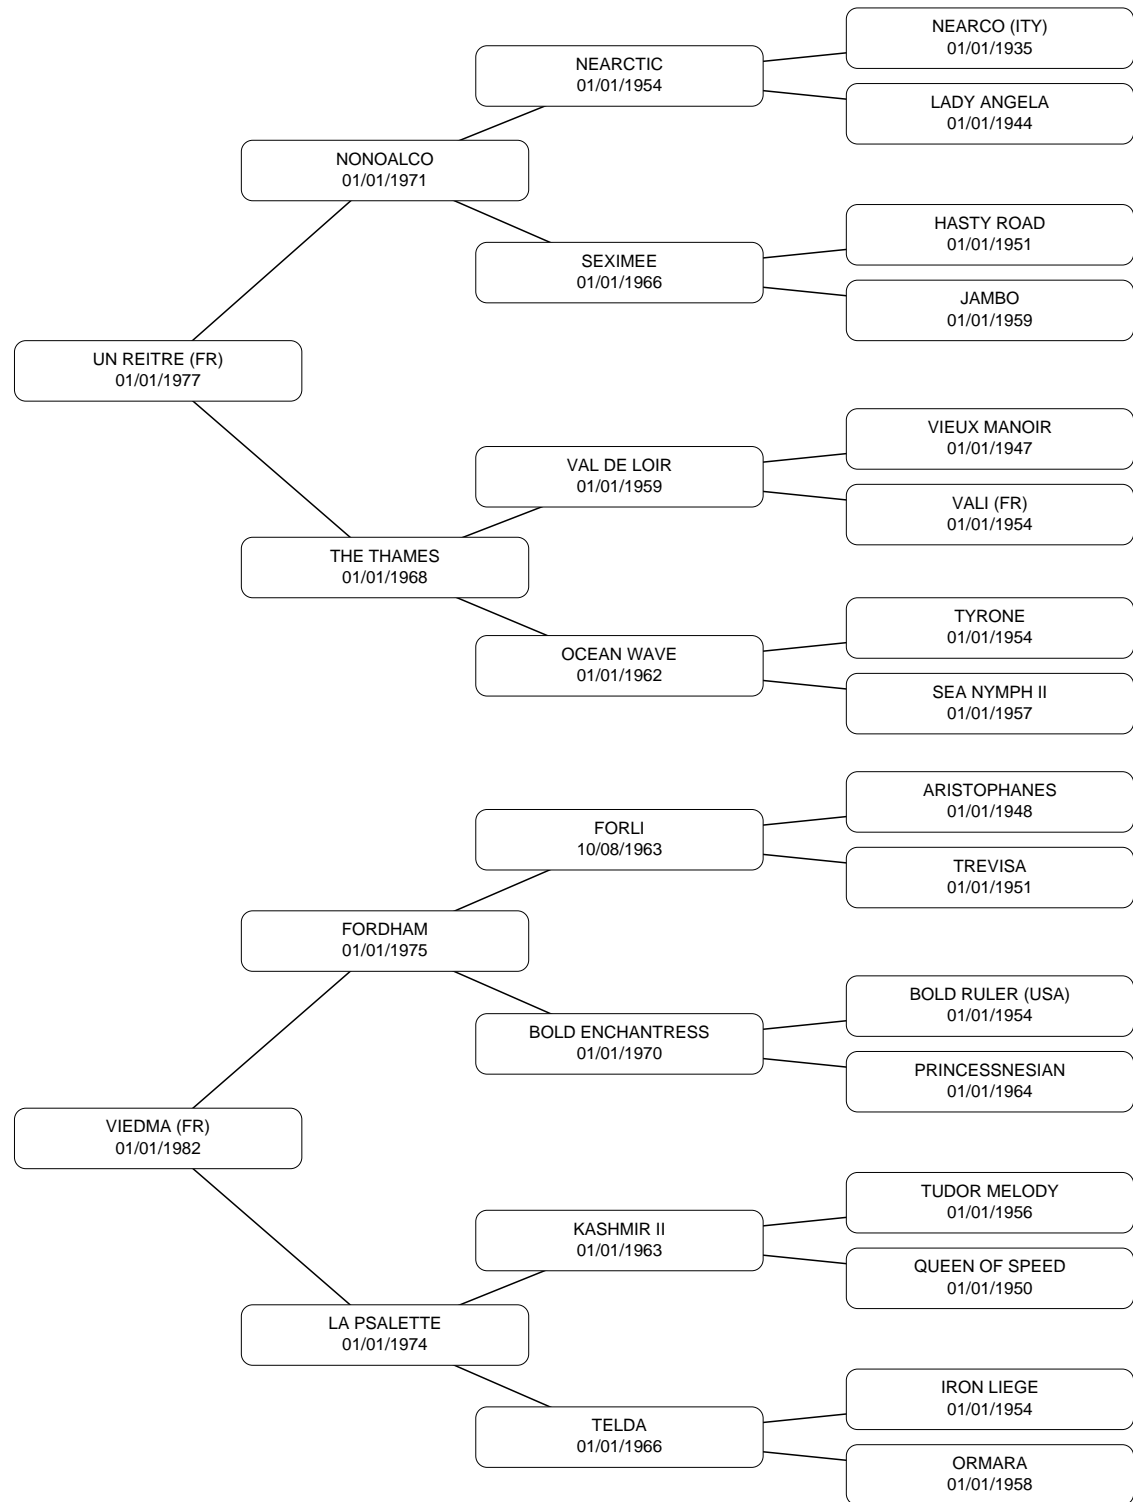 NEARCO (ITY)
01/01/1935
NEARCTIC
01/01/1954
LADY ANGELA
01/01/1944
NONOALCO
01/01/1971
HASTY ROAD
01/01/1951
SEXIMEE
01/01/1966
JAMBO
01/01/1959
UN REITRE (FR)
01/01/1977
VIEUX MANOIR
01/01/1947
VAL DE LOIR
01/01/1959
VALI (FR)
01/01/1954
THE THAMES
01/01/1968
TYRONE
01/01/1954
OCEAN WAVE
01/01/1962
SEA NYMPH II
01/01/1957
ARISTOPHANES
01/01/1948
FORLI
10/08/1963
TREVISA
01/01/1951
FORDHAM
01/01/1975
BOLD RULER (USA)
01/01/1954
BOLD ENCHANTRESS
01/01/1970
PRINCESSNESIAN
01/01/1964
VIEDMA (FR)
01/01/1982
TUDOR MELODY
01/01/1956
KASHMIR II
01/01/1963
QUEEN OF SPEED
01/01/1950
LA PSALETTE
01/01/1974
IRON LIEGE
01/01/1954
TELDA
01/01/1966
ORMARA
01/01/1958